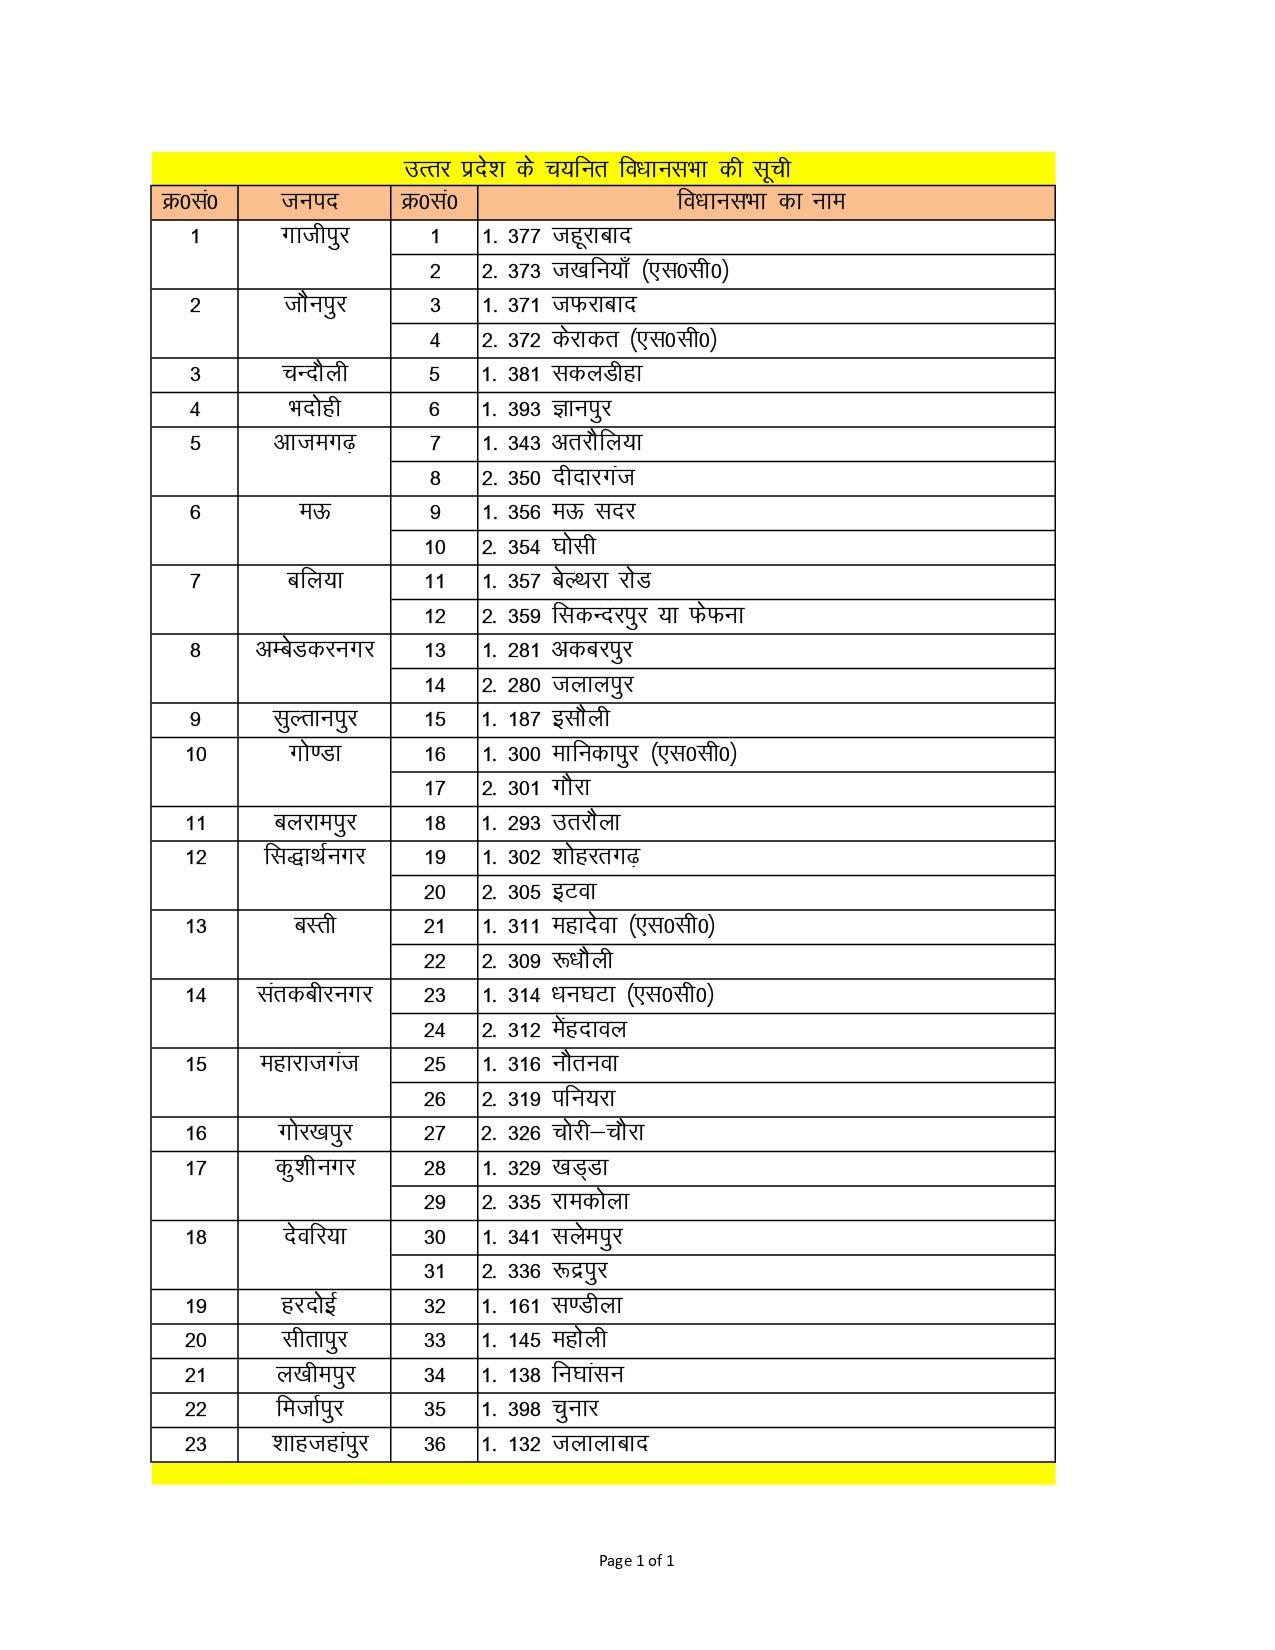 उत्तर प्रदेश के चयनित विधानसभा की सूची
क्र0सं0 जनपद क्र0सं0 विधानसभा का नाम
1 गाजीपुर 1 1. 377 जहूराबाद
2 2. 373 जखनियाँ (एस0सी0)
2 जौनपुर 3 1. 371 जफराबाद
4 2. 372 केराकत (एस0सी0)
3 चन्दौली 5 1. 381 सकलडीहा
4 भदोही 6 1. 393 ज्ञानपुर
5 आजमगढ़ 7 1. 343 अतरौलिया
8 2. 350 दीदारगंज
6 मऊ 9 1. 356 मऊ सदर
10 2. 354 घोसी
7 बलिया 11 1. 357 बेल्थरा रोड
12 2. 359 सिकन्दरपुर या फेफना
8 अम्बेडकरनगर 13 1. 281 अकबरपुर
14 2. 280 जलालपुर
9 सुल्तानपुर 15 1. 187 इसौली
10 गोण्डा 16 1. 300 मानिकापुर (एस0सी0)
17 2. 301 गौरा
11 बलरामपुर 18 1. 293 उतरौला
12 सिद्धार्थनगर 19 1. 302 शोहरतगढ़
20 2. 305 इटवा
13 बस्ती 21 1. 311 महादेवा (एस0सी0)
22 2. 309 रूधौली
14 संतकबीरनगर 23 1. 314 धनघटा (एस0सी0)
24 2. 312 मेंहदावल
15 महाराजगंज 25 1. 316 नौतनवा
26 2. 319 पनियरा
16 गोरखपुर 27 2. 326 चोरी–चौरा
17 कुशीनगर 28 1. 329 खड्डा
29 2. 335 रामकोला
18 देवरिया 30 1. 341 सलेमपुर
31 2. 336 रूद्रपुर
19 हरदोई 32 1. 161 सण्डीला
20 सीतापुर 33 1. 145 महोली
21 लखीमपुर 34 1. 138 निघांसन
22 मिर्जापुर 35 1. 398 चुनार
23 शाहजहांपुर 36 1. 132 जलालाबाद
Page 1 of 1